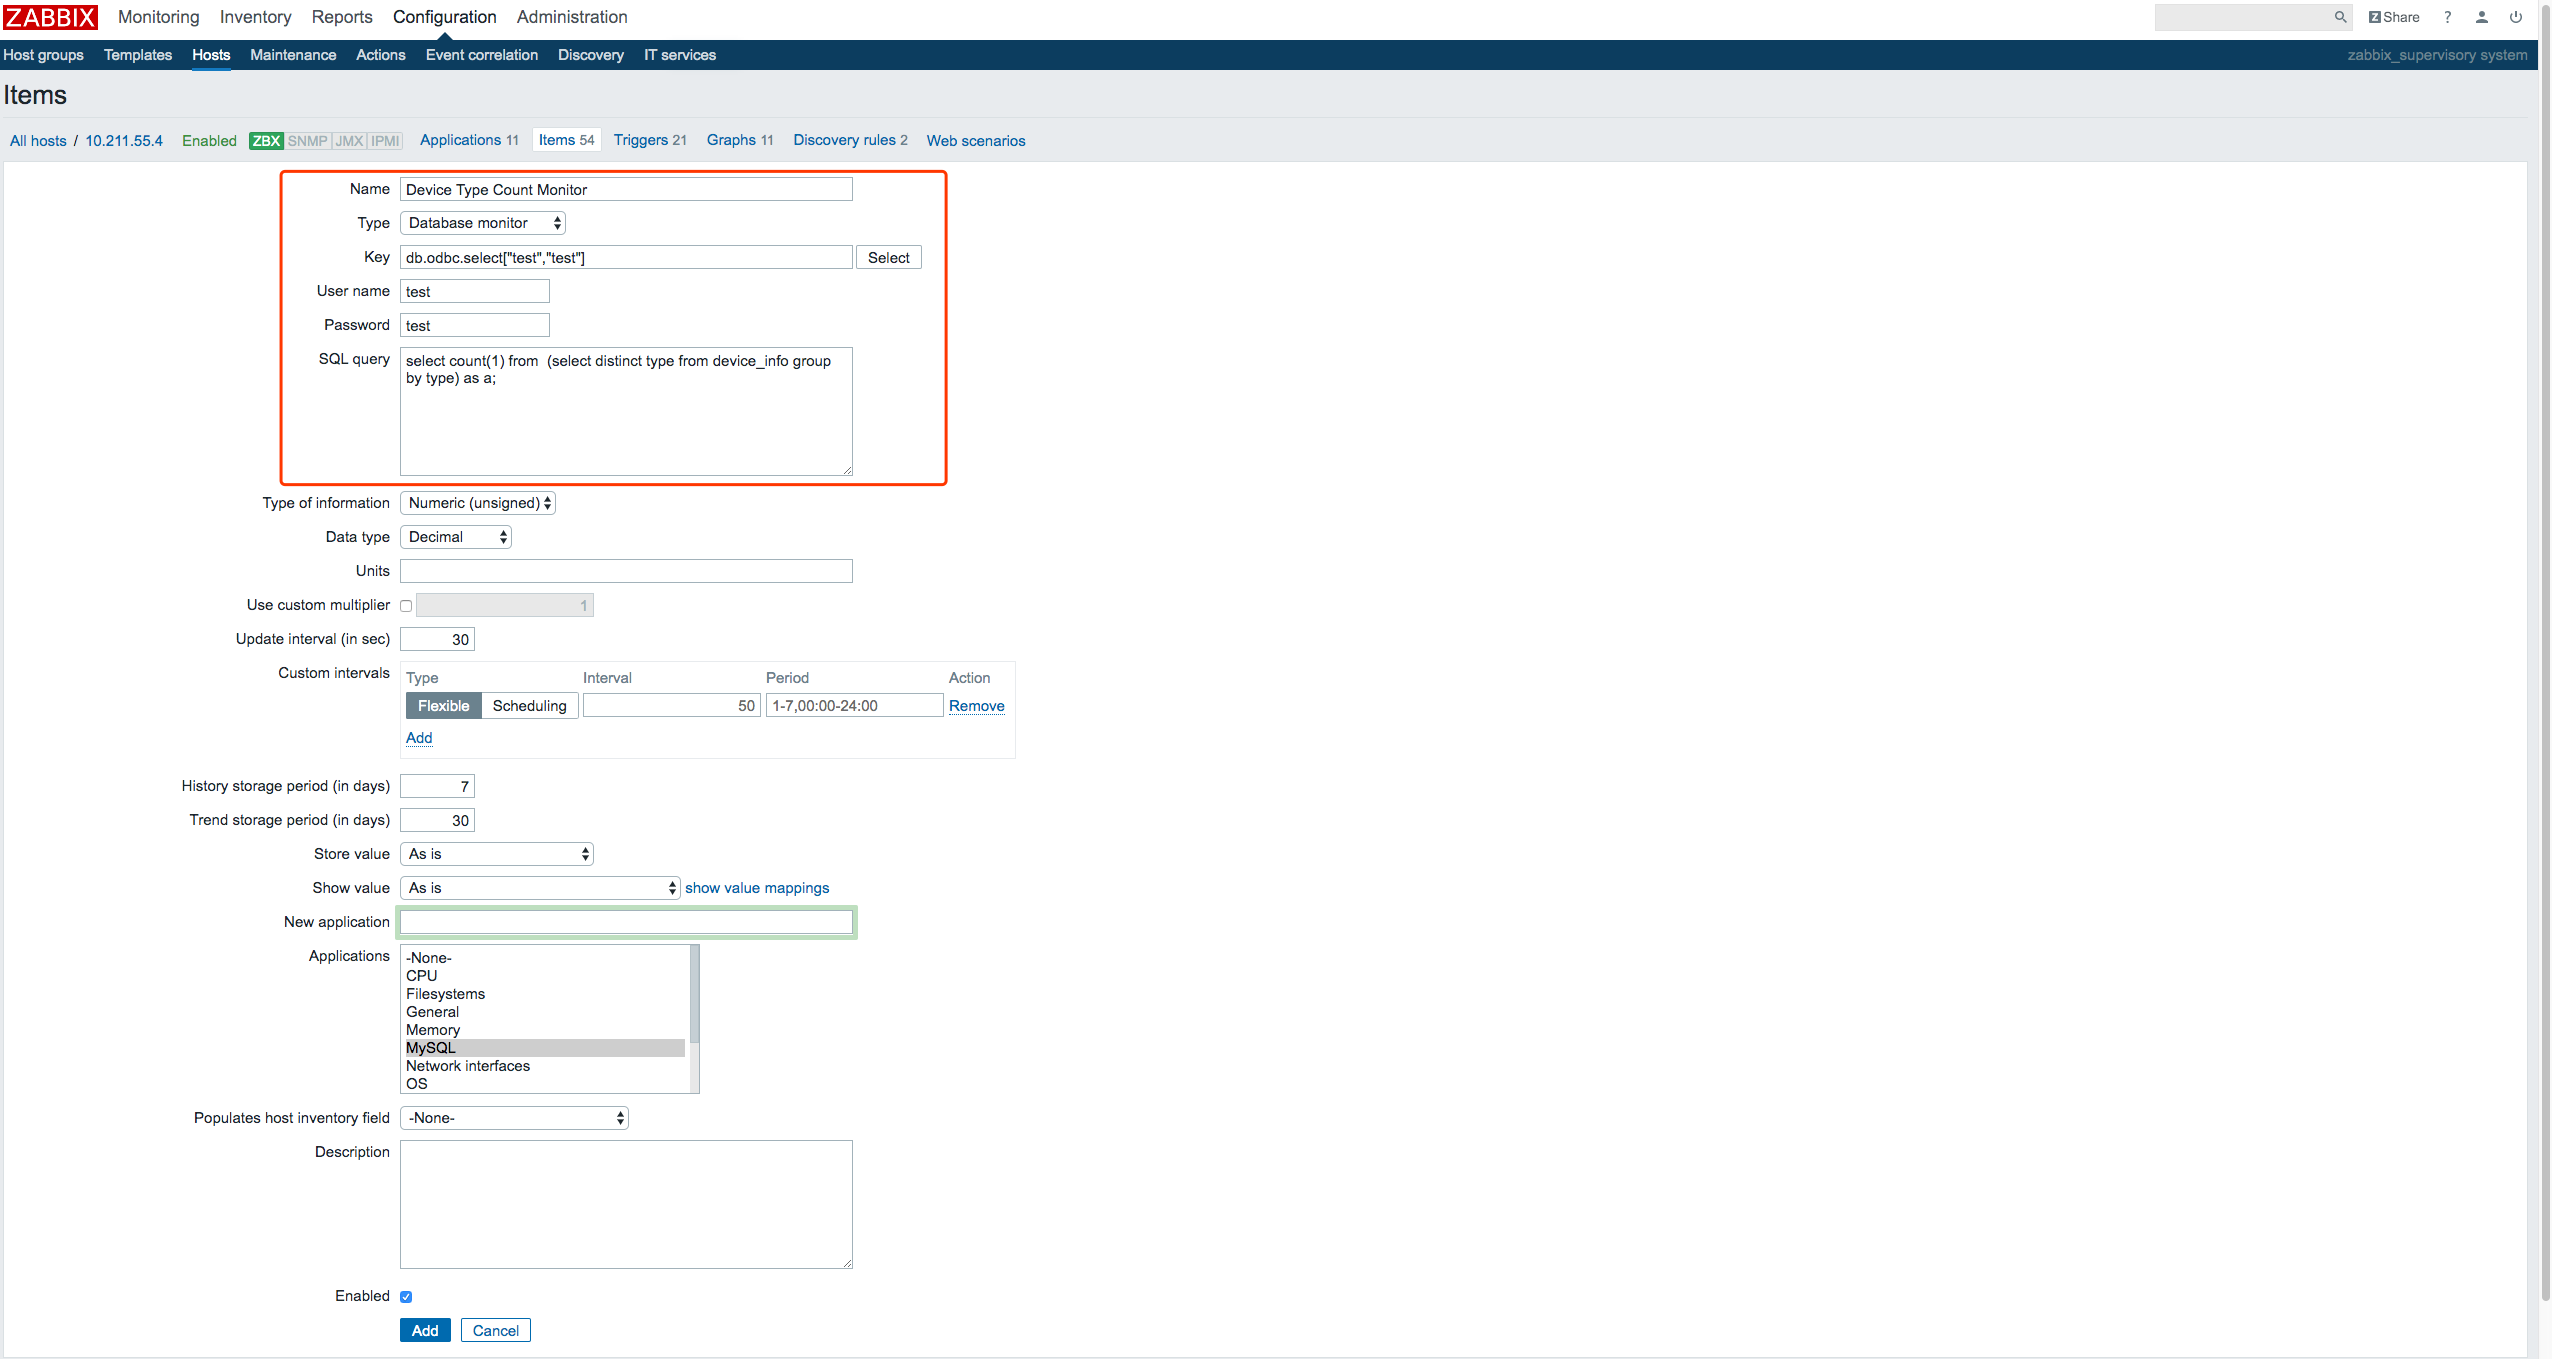 ZABBIX Monitoring Inventory Reports Configuration Administration Z Share ?
Host groups Templates Hosts Maintenance Actions Event correlation Discovery IT services zabbix_supervisory system
Items
All hosts / 10.211.55.4 Enabled ZBX SNMP JMX IPMI Applications 11 Items 54 Triggers 21 Graphs 11 Discovery rules 2 Web scenarios
Name Device Type Count Monitor
Type Database monitor
Key db.odbc.select["test","test"] Select
User name test
Password test
SQL query select count(1) from (select distinct type from device_info group
by type) as a;
Type of information Numeric (unsigned)
Data type Decimal
Units
Use custom multiplier 1
Update interval (in sec) 30
Custom intervals Type Interval Period Action
Flexible Scheduling 50 1-7,00:00-24:00 Remove
Add
History storage period (in days) 7
Trend storage period (in days) 30
Store value As is
Show value As is show value mappings
New application
Applications -None-
CPU
Filesystems
General
Memory
MySQL
Network interfaces
OS
Populates host inventory field -None-
Description
Enabled
Add Cancel